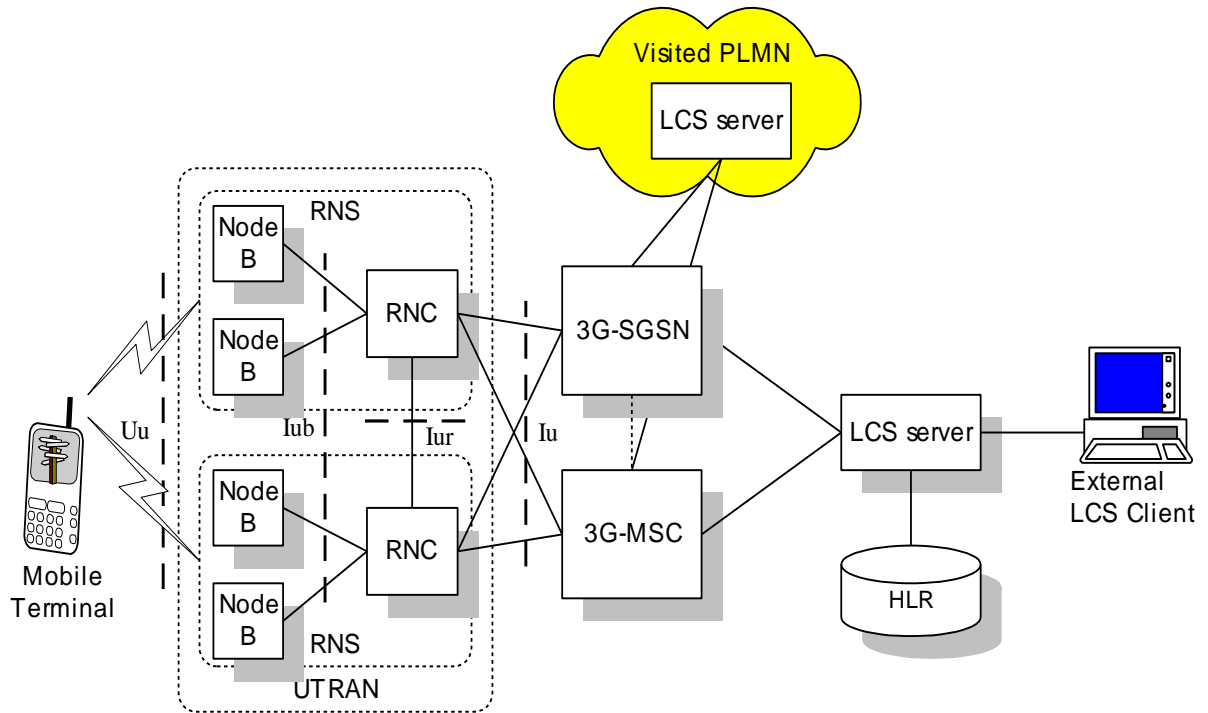 Visited PLMN
LCS server
RNS
Node
B
Node
B
RNC
3G-SGSN
Uu
Iub
Iur
Iu
LCS server
External
LCS Client
Node
B
Node
B
RNC
3G-MSC
HLR
Mobile
Terminal
RNS
UTRAN